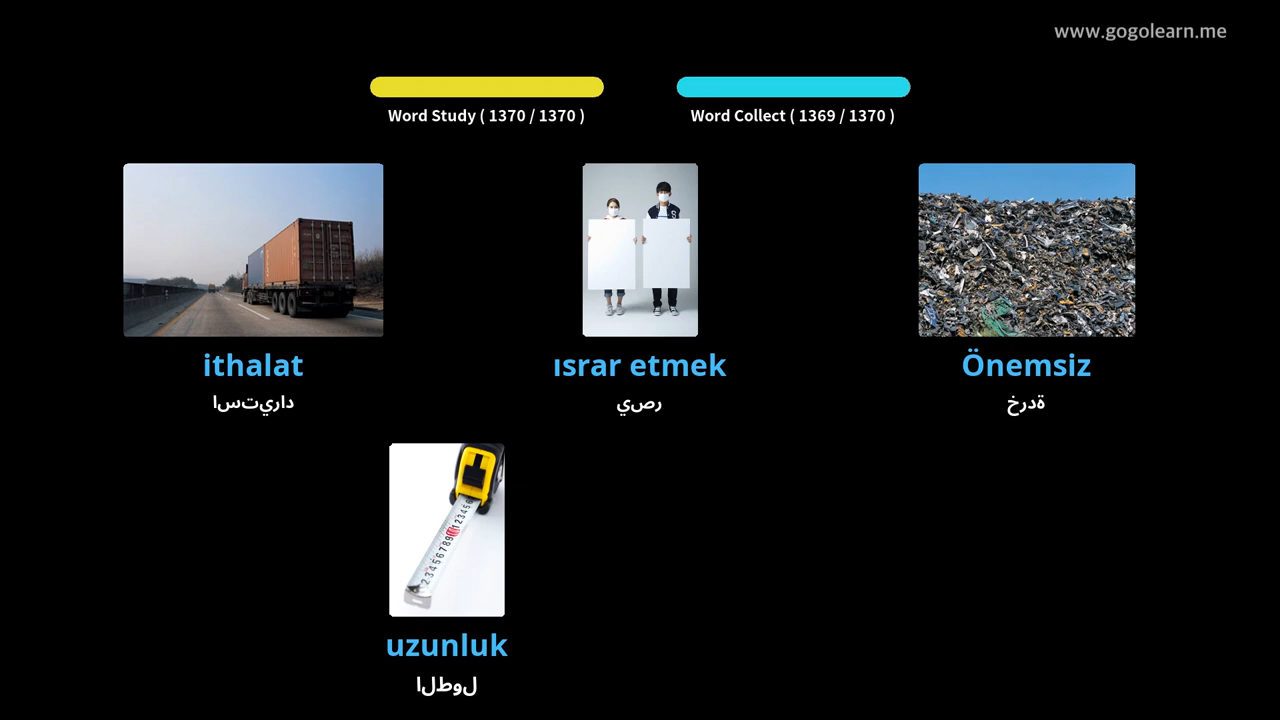 www.gogolearn.me
Word Study ( 1370 / 1370 )
Word Collect ( 1369 / 1370 )
ithalat
استيراد
ısrar etmek
يصر
Önemsiz
خردة
uzunluk
الطول